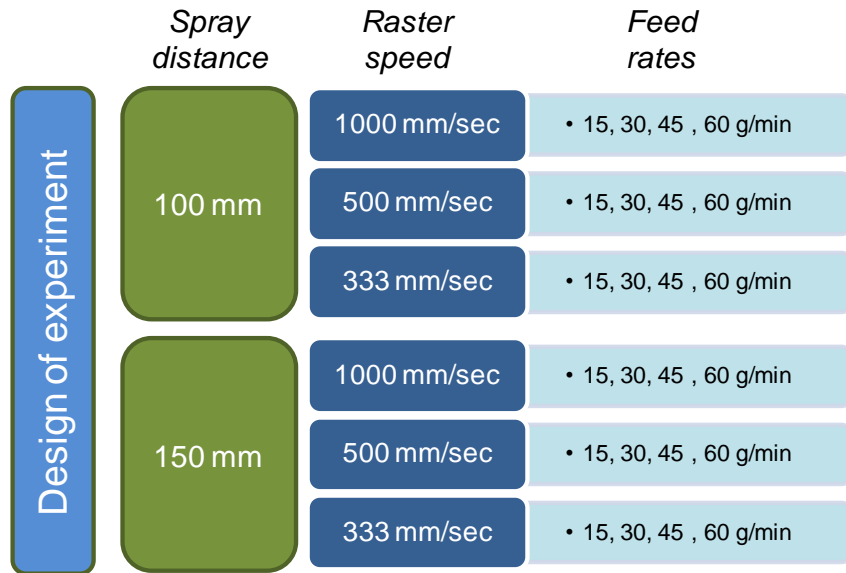 Spray
distance
Raster
speed
Feed
rates
Design of experiment
100 mm
1000 mm/sec
• 15, 30, 45 , 60 g/min
500 mm/sec
• 15, 30, 45 , 60 g/min
333 mm/sec
• 15, 30, 45 , 60 g/min
150 mm
1000 mm/sec
• 15, 30, 45 , 60 g/min
500 mm/sec
• 15, 30, 45 , 60 g/min
333 mm/sec
• 15, 30, 45 , 60 g/min